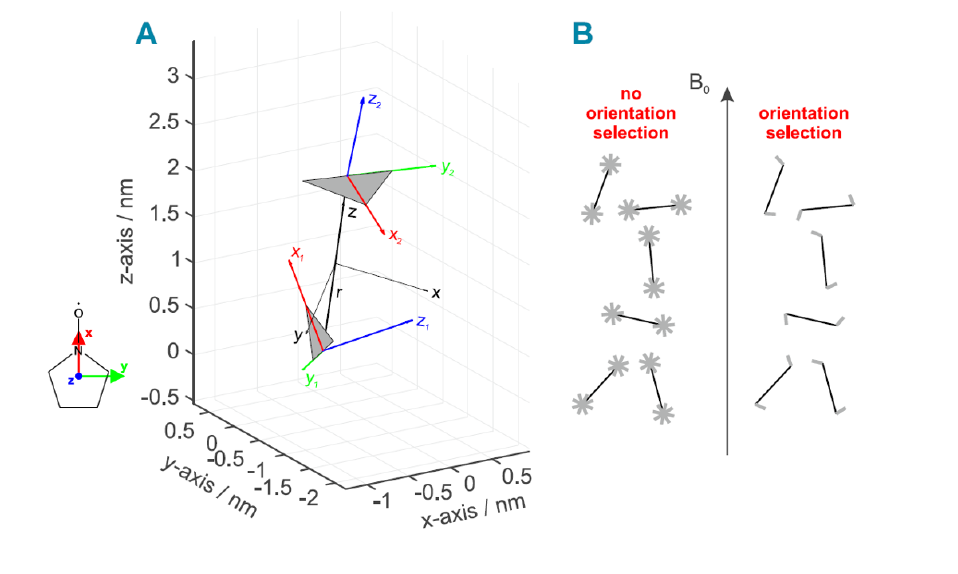 A
B
3
2.5
2
1.5
1
0.5
0
-0.5
z-axis / nm
0.5
0
-0.5
-1
-1.5
-2
y-axis / nm
-1
-0.5
0
0.5
x-axis / nm
z₂
y₂
x₂
z
x₁
r
x
y
z₁
y₁
O
x
N
y
z
B₀
no
orientation
selection
orientation
selection